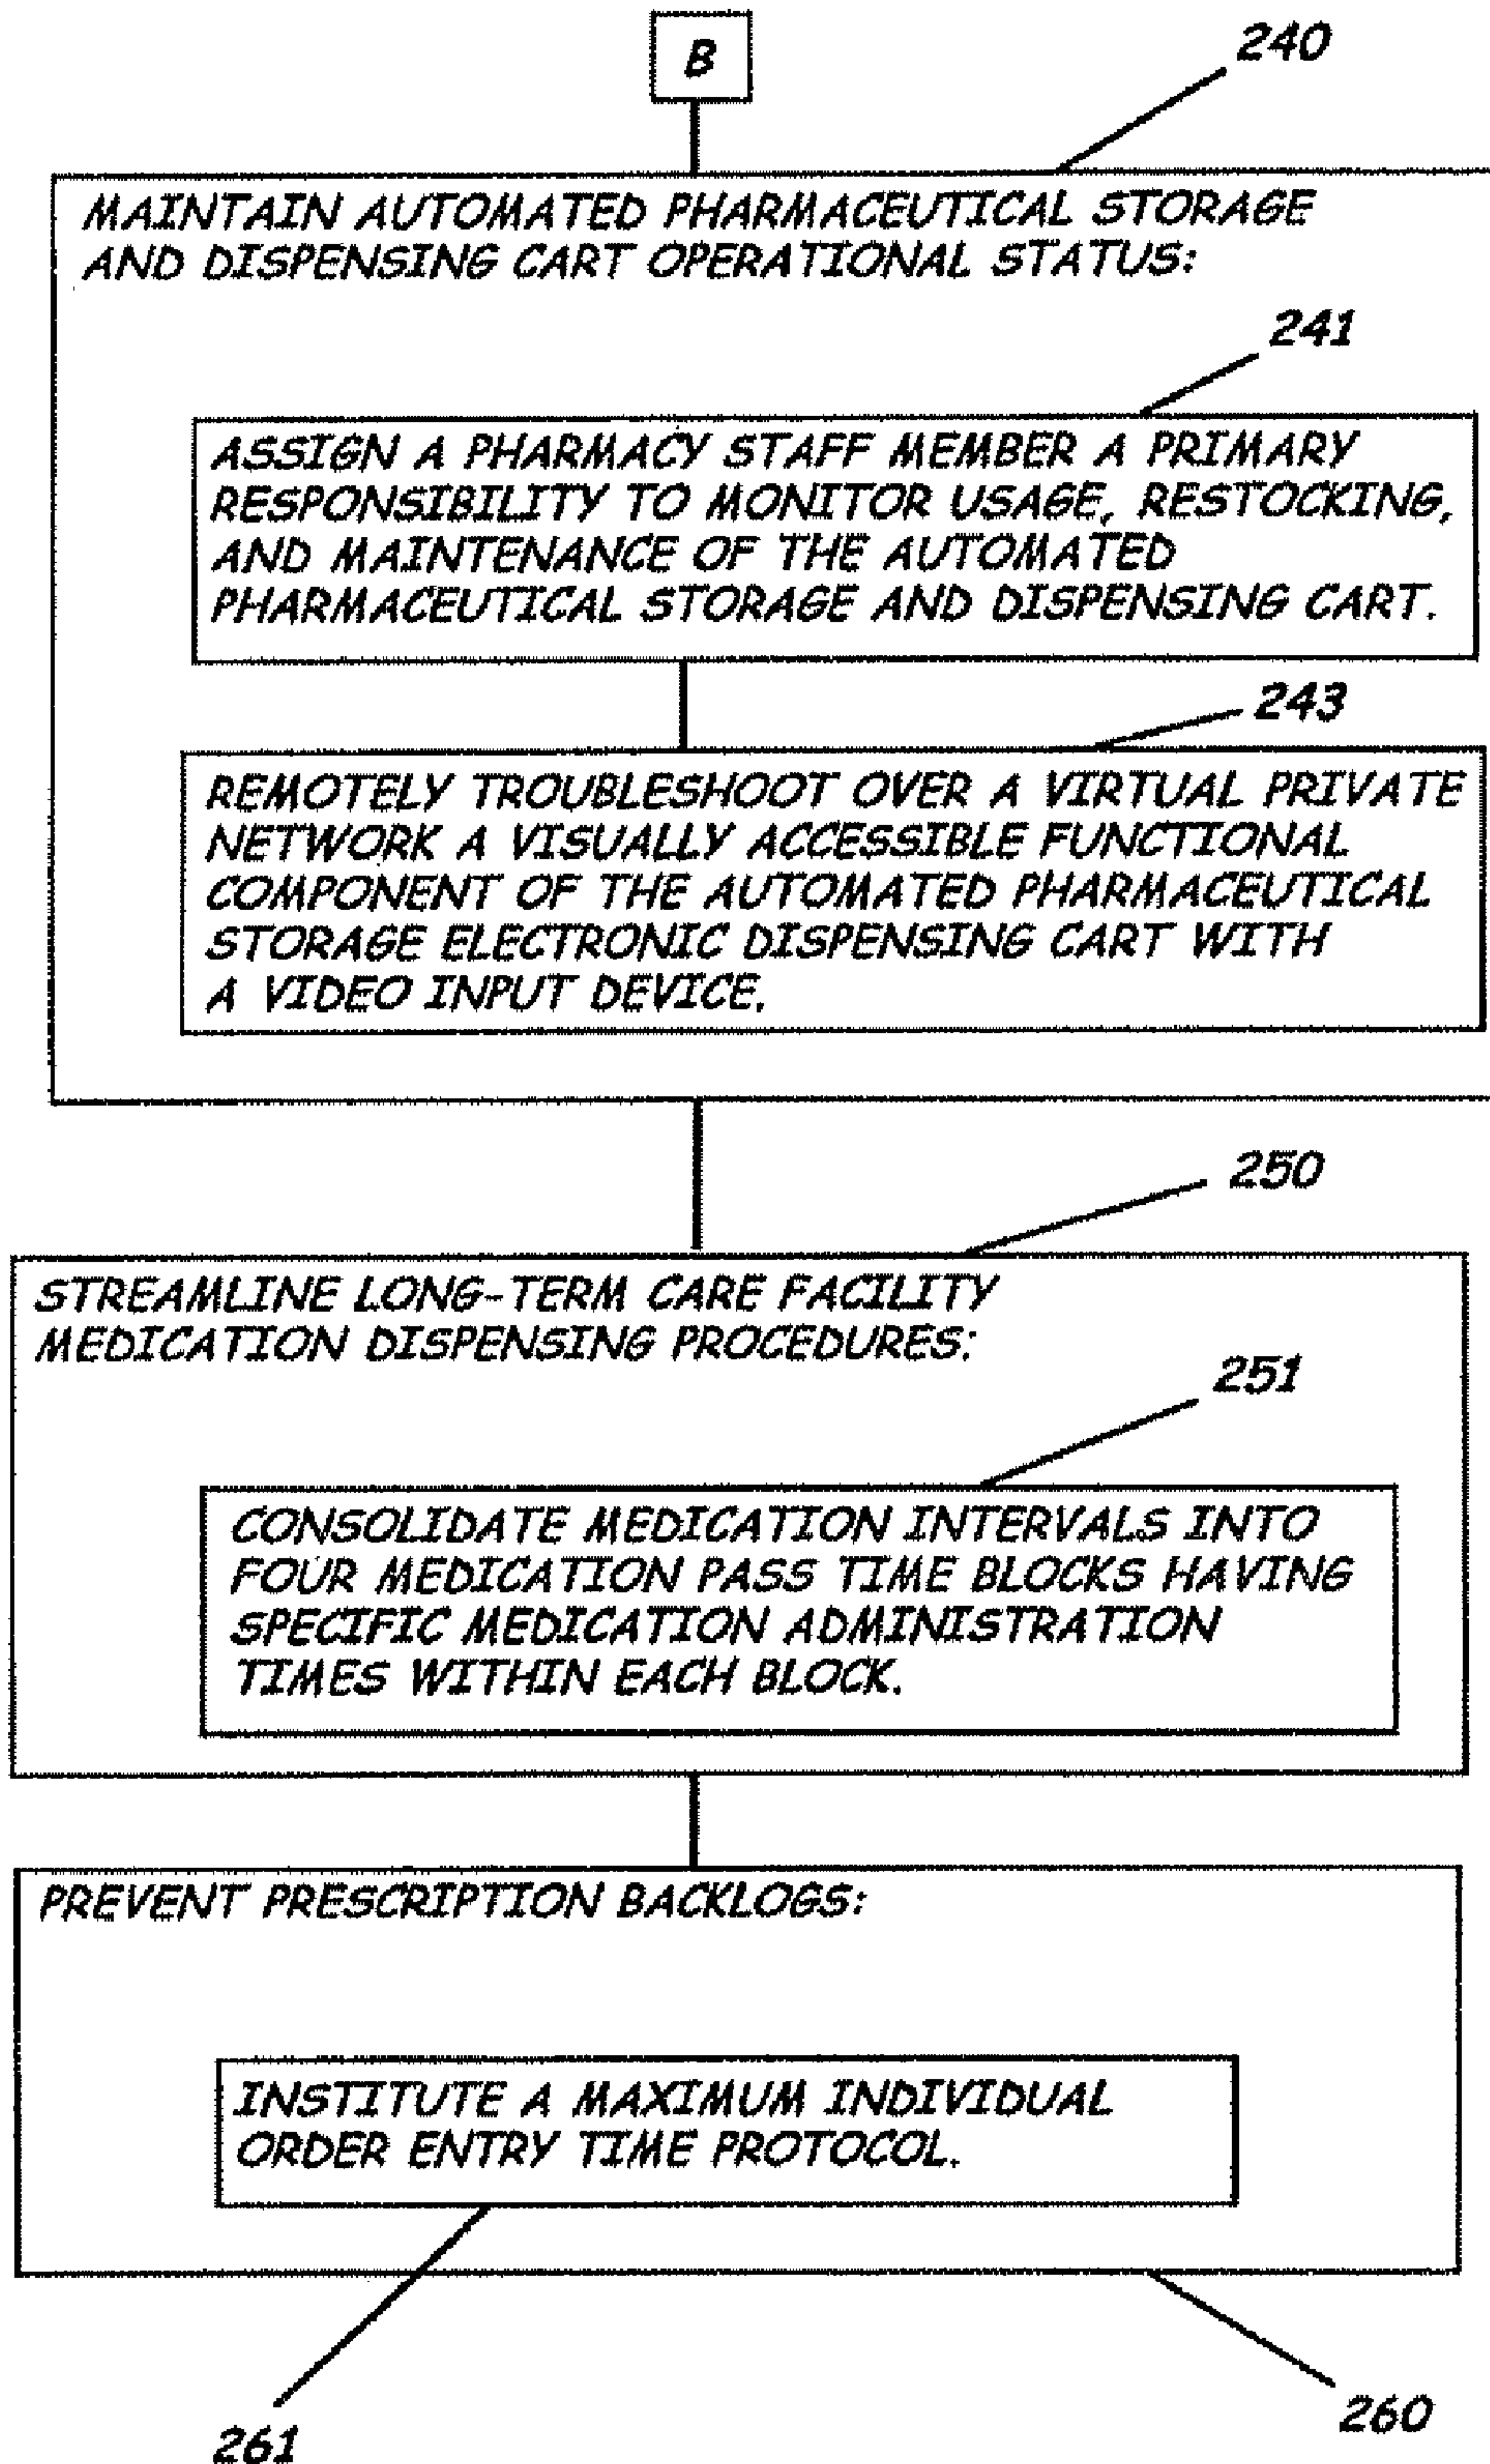 B
240
MAINTAIN AUTOMATED PHARMACEUTICAL STORAGE
AND DISPENSING CART OPERATIONAL STATUS:
241
ASSIGN A PHARMACY STAFF MEMBER A PRIMARY
RESPONSIBILITY TO MONITOR USAGE, RESTOCKING,
AND MAINTENANCE OF THE AUTOMATED
PHARMACEUTICAL STORAGE AND DISPENSING CART.
243
REMOTELY TROUBLESHOOT OVER A VIRTUAL PRIVATE
NETWORK A VISUALLY ACCESSIBLE FUNCTIONAL
COMPONENT OF THE AUTOMATED PHARMACEUTICAL
STORAGE ELECTRONIC DISPENSING CART WITH
A VIDEO INPUT DEVICE.
250
STREAMLINE LONG-TERM CARE FACILITY
MEDICATION DISPENSING PROCEDURES:
251
CONSOLIDATE MEDICATION INTERVALS INTO
FOUR MEDICATION PASS TIME BLOCKS HAVING
SPECIFIC MEDICATION ADMINISTRATION
TIMES WITHIN EACH BLOCK.
PREVENT PRESCRIPTION BACKLOGS:
INSTITUTE A MAXIMUM INDIVIDUAL
ORDER ENTRY TIME PROTOCOL.
261
260